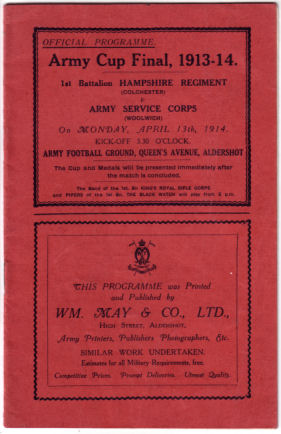 OFFICIAL PROGRAMME.
Army Cup Final, 1913-14.
1st Battalion HAMPSHIRE REGIMENT
(COLCHESTER)
v
ARMY SERVICE CORPS
(WOOLWICH)
On MONDAY, APRIL 13th, 1914.
KICK-OFF 3.30 O'CLOCK.
ARMY FOOTBALL GROUND, QUEEN'S AVENUE, ALDERSHOT
The Cup and Medals will be presented immediately after
the match is concluded.
The Band of the 1st. Bn KING'S ROYAL RIFLE CORPS
and PIPERS of the 1st Bn. THE BLACK WATCH will play from 2 p.m.
THIS PROGRAMME was Printed
and Published by
WM. MAY & CO., LTD.,
HIGH STREET, ALDERSHOT,
Army Printers, Publishers Photographers, Etc.
SIMILAR WORK UNDERTAKEN.
Estimates for all Military Requirements, free.
Competitive Prices. Prompt Deliveries. Utmost Quality.